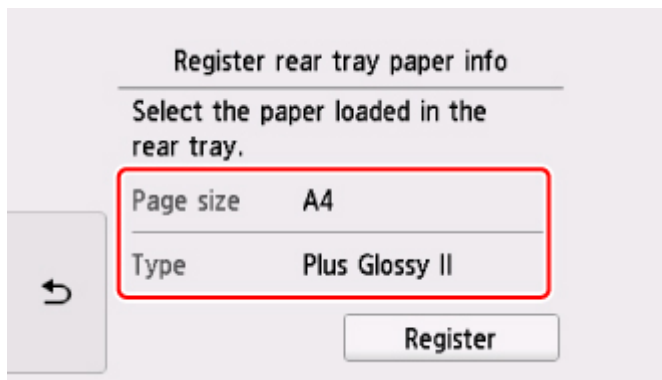 Register rear tray paper info
Select the paper loaded in the
rear tray.
Page size A4
Type Plus Glossy II
Register